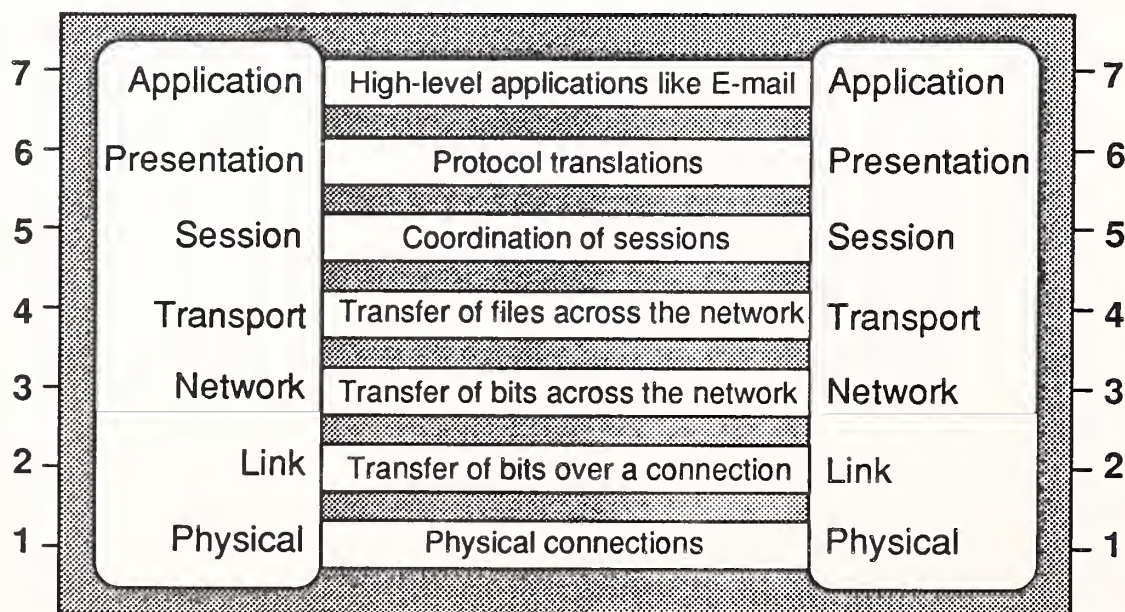 7 Application High-level applications like E-mail Application 7
6 Presentation Protocol translations Presentation 6
5 Session Coordination of sessions Session 5
4 Transport Transfer of files across the network Transport 4
3 Network Transfer of bits across the network Network 3
2 Link Transfer of bits over a connection Link 2
1 Physical Physical connections Physical 1